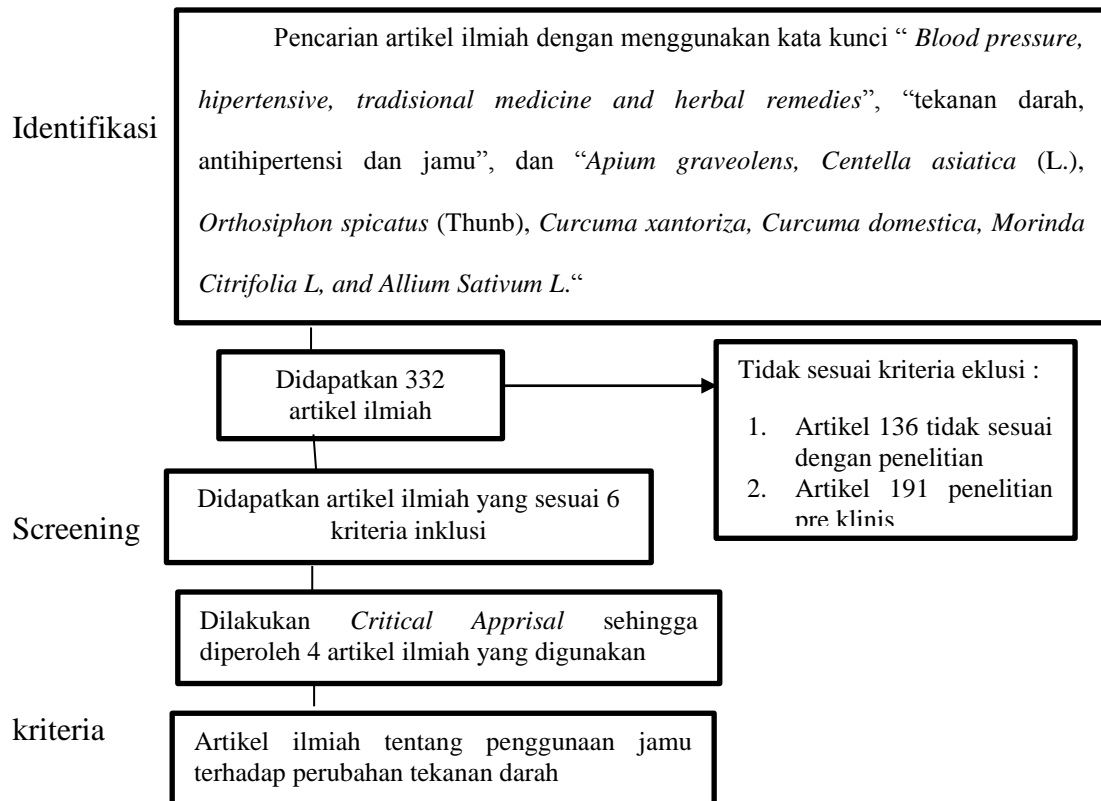 Pencarian artikel ilmiah dengan menggunakan kata kunci “ Blood pressure,
hipertensive, tradisional medicine and herbal remedies”, “tekanan darah,
Identifikasi
antihipertensi dan jamu”, dan “Apium graveolens, Centella asiatica (L.),
Orthosiphon spicatus (Thunb), Curcuma xantoriza, Curcuma domestica, Morinda
Citrifolia L, and Allium Sativum L.“
Didapatkan 332
artikel ilmiah
Tidak sesuai kriteria eklusi :
1. Artikel 136 tidak sesuai
dengan penelitian
2. Artikel 191 penelitian
pre klinis
Screening
Didapatkan artikel ilmiah yang sesuai 6
kriteria inklusi
Dilakukan Critical Apprisal sehingga
diperoleh 4 artikel ilmiah yang digunakan
kriteria
Artikel ilmiah tentang penggunaan jamu
terhadap perubahan tekanan darah